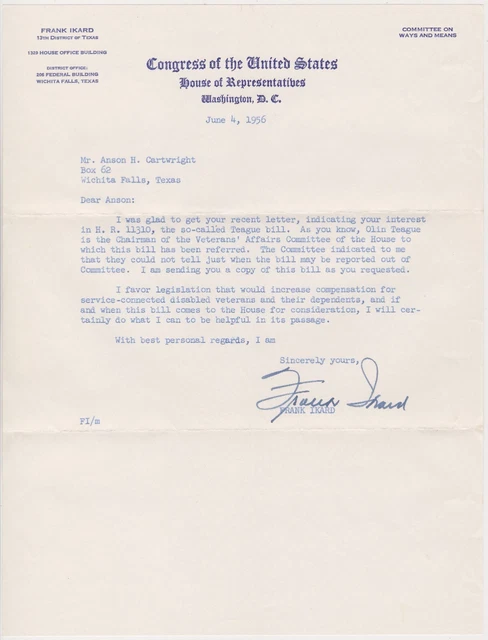 FRANK IKARD
13TH DISTRICT OF TEXAS
1359 HOUSE OFFICE BUILDING
DISTRICT OFFICE:
206 FEDERAL BUILDING
WICHITA FALLS, TEXAS
COMMITTEE ON
WAYS AND MEANS
Congress of the United States
House of Representatives
Washington, D. C.
June 4, 1956
Mr. Anson H. Cartwright
Box 62
Wichita Falls, Texas
Dear Anson:
I was glad to get your recent letter, indicating your interest
in H. R. 11310, the so-called Teague bill. As you know, Olin Teague
is the Chairman of the Veterans' Affairs Committee of the House to
which this bill has been referred. The Committee indicated to me
that they could not tell just when the bill may be reported out of
Committee. I am sending you a copy of this bill as you requested.
I favor legislation that would increase compensation for
service-connected disabled veterans and their dependents, and if
and when this bill comes to the House for consideration, I will cer-
tainly do what I can to be helpful in its passage.
With best personal regards, I am
Sincerely yours,
Frank Ikard
FRANK IKARD
FI/m